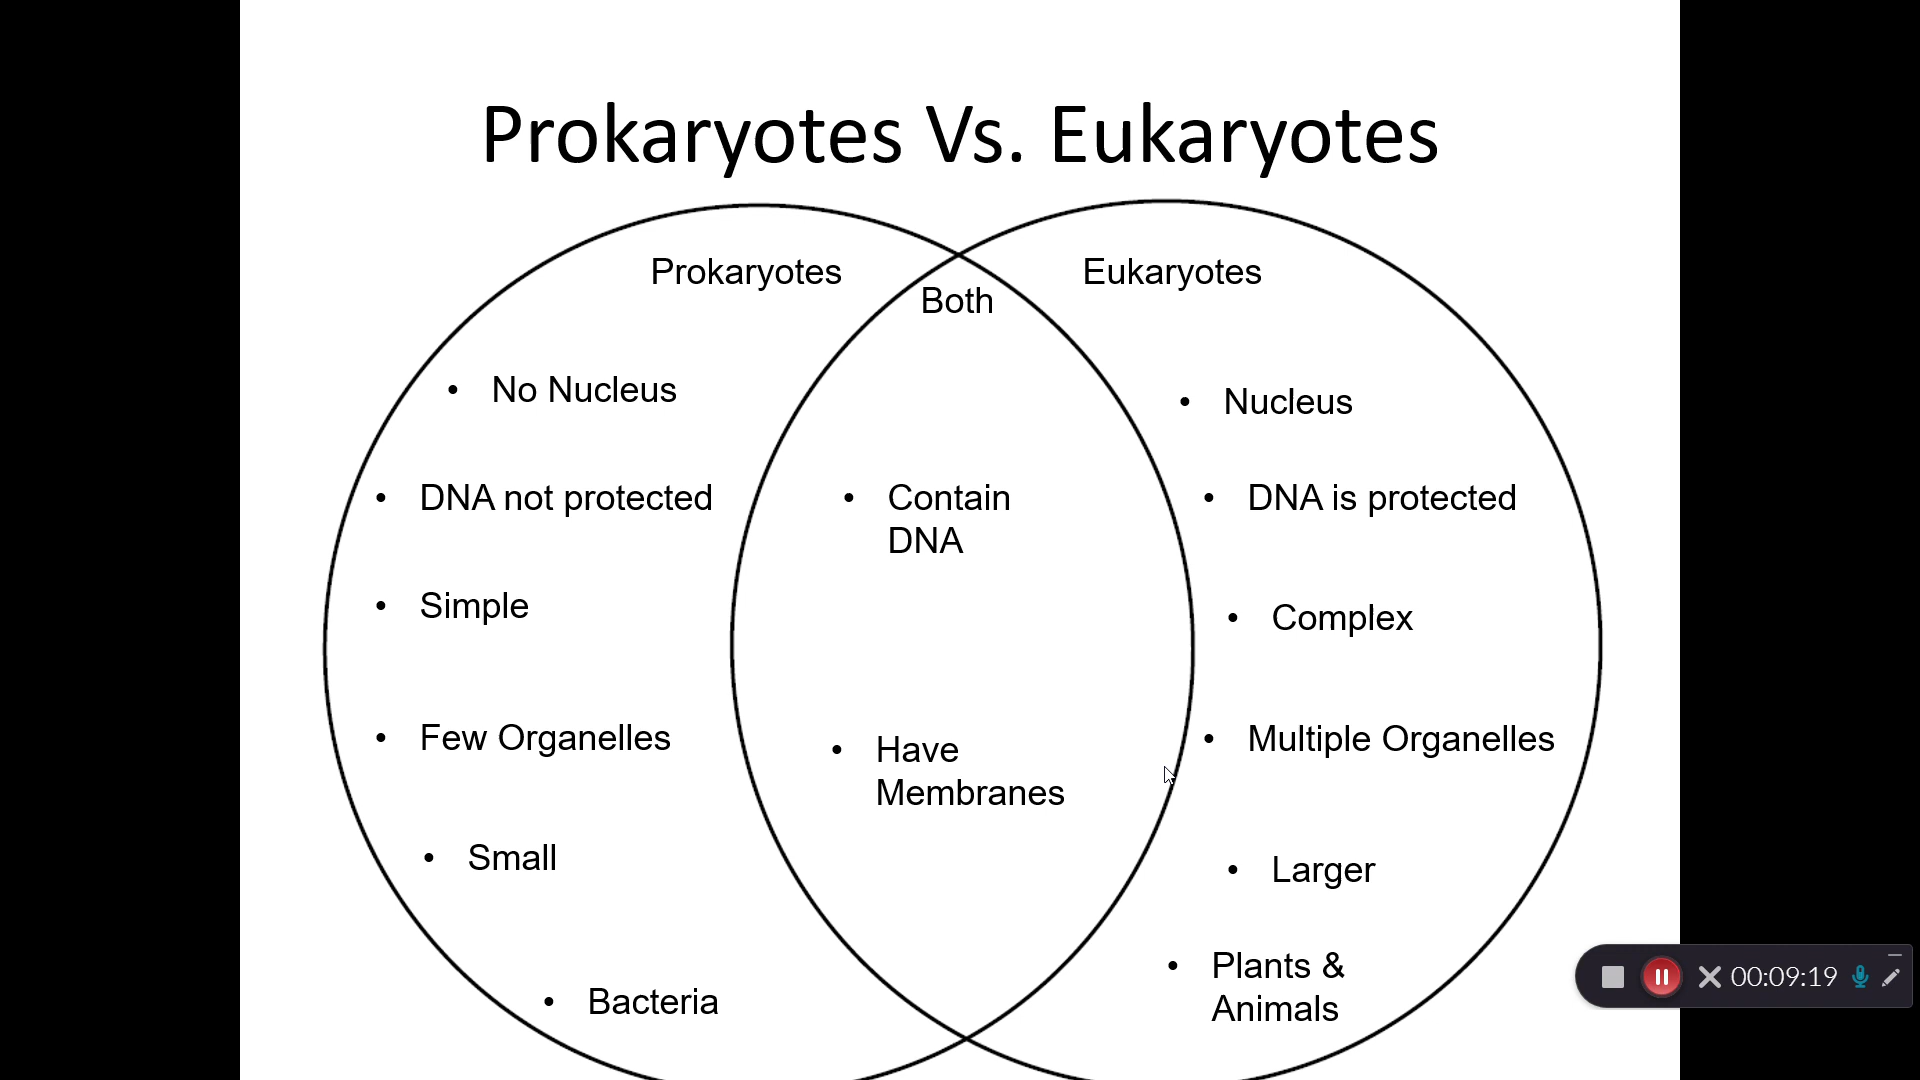 Prokaryotes Vs. Eukaryotes
Prokaryotes
Eukaryotes
Both
• No Nucleus
• DNA not protected
• Simple
• Few Organelles
• Small
• Bacteria
• Contain
DNA
• Have
Membranes
• Nucleus
• DNA is protected
• Complex
• Multiple Organelles
• Larger
• Plants &
Animals
00:09:19